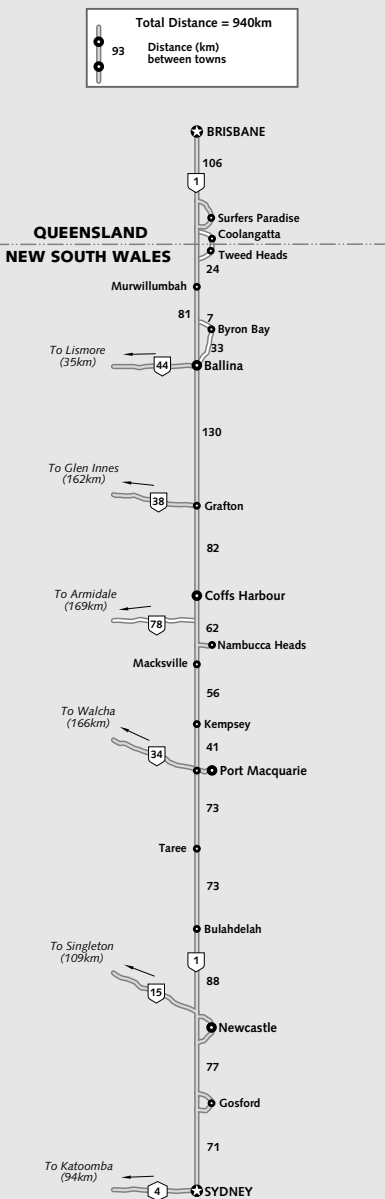 Total Distance = 940km
93
Distance (km)
between towns
BRISBANE
106
1
Surfers Paradise
QUEENSLAND
Coolangatta
NEW SOUTH WALES
Tweed Heads
24
Murwillumbah
81
7
Byron Bay
33
To Lismore
(35km)
44
Ballina
130
To Glen Innes
(162km)
38
Grafton
82
To Armidale
(169km)
Coffs Harbour
78
62
Nambucca Heads
Macksville
56
To Walcha
(166km)
Kempsey
41
34
Port Macquarie
73
Taree
73
Bulahdelah
To Singleton
(109km)
1
88
15
Newcastle
77
Gosford
71
To Katoomba
(94km)
4
SYDNEY